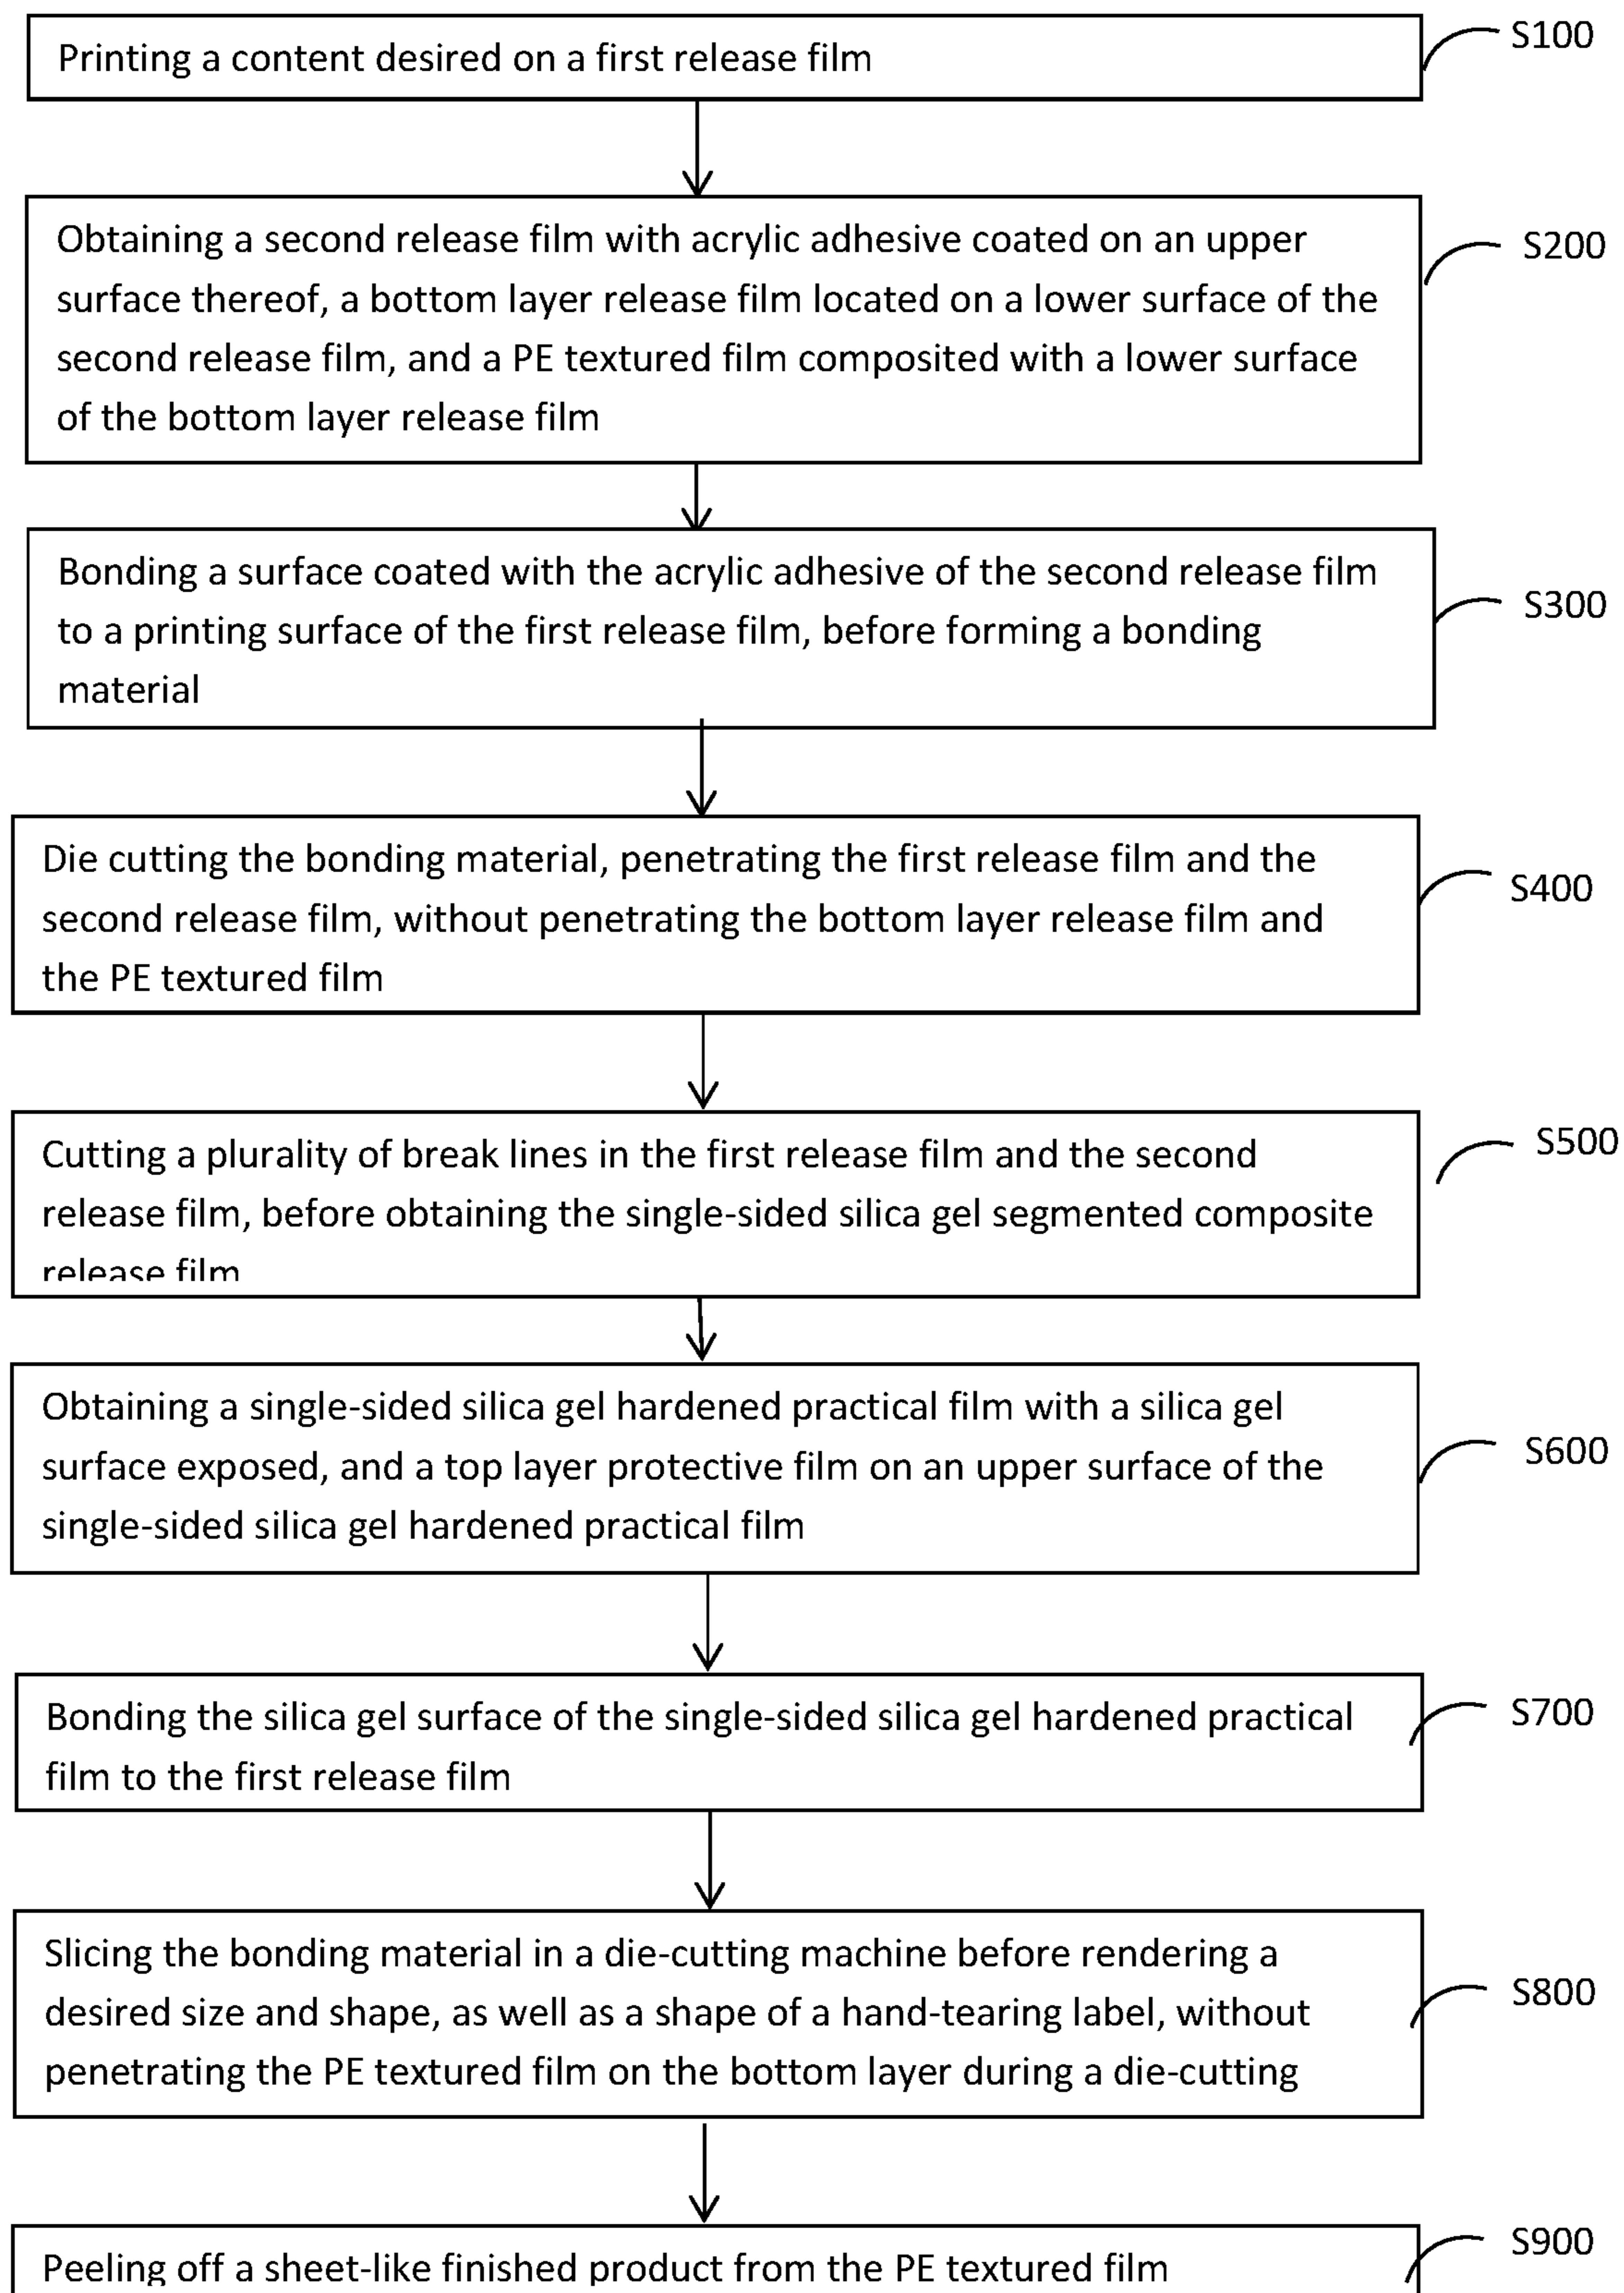 Printing a content desired on a first release film
S100
Obtaining a second release film with acrylic adhesive coated on an upper
surface thereof, a bottom layer release film located on a lower surface of the
second release film, and a PE textured film composited with a lower surface
of the bottom layer release film
S200
Bonding a surface coated with the acrylic adhesive of the second release film
to a printing surface of the first release film, before forming a bonding
material
S300
Die cutting the bonding material, penetrating the first release film and the
second release film, without penetrating the bottom layer release film and
the PE textured film
S400
Cutting a plurality of break lines in the first release film and the second
release film, before obtaining the single-sided silica gel segmented composite
release film
S500
Obtaining a single-sided silica gel hardened practical film with a silica gel
surface exposed, and a top layer protective film on an upper surface of the
single-sided silica gel hardened practical film
S600
Bonding the silica gel surface of the single-sided silica gel hardened practical
film to the first release film
S700
Slicing the bonding material in a die-cutting machine before rendering a
desired size and shape, as well as a shape of a hand-tearing label, without
penetrating the PE textured film on the bottom layer during a die-cutting
S800
Peeling off a sheet-like finished product from the PE textured film
S900